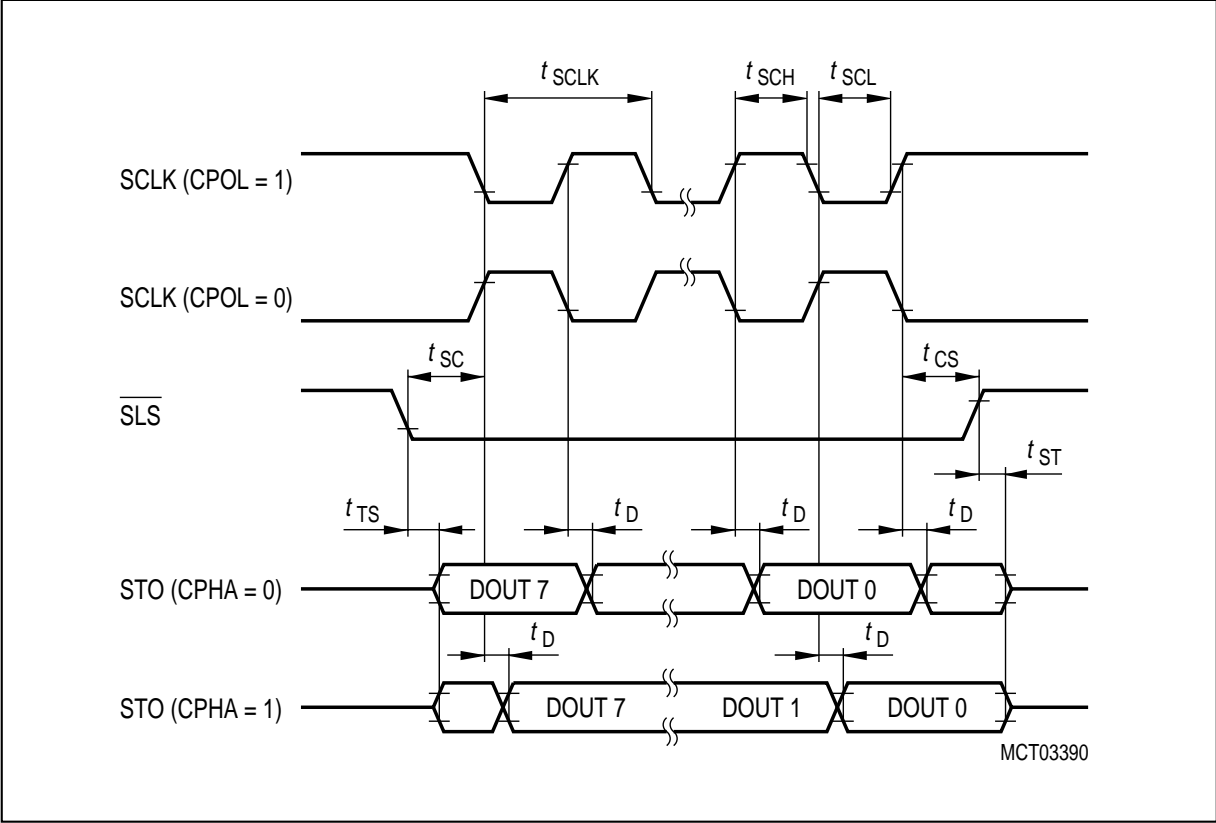 t SCLK
t SCH
t SCL
SCLK (CPOL = 1)
SCLK (CPOL = 0)
t SC
t CS
SLS
t ST
t TS
t D
t D
t D
STO (CPHA = 0)
DOUT 7
DOUT 0
t D
t D
STO (CPHA = 1)
DOUT 7
DOUT 1
DOUT 0
MCT03390